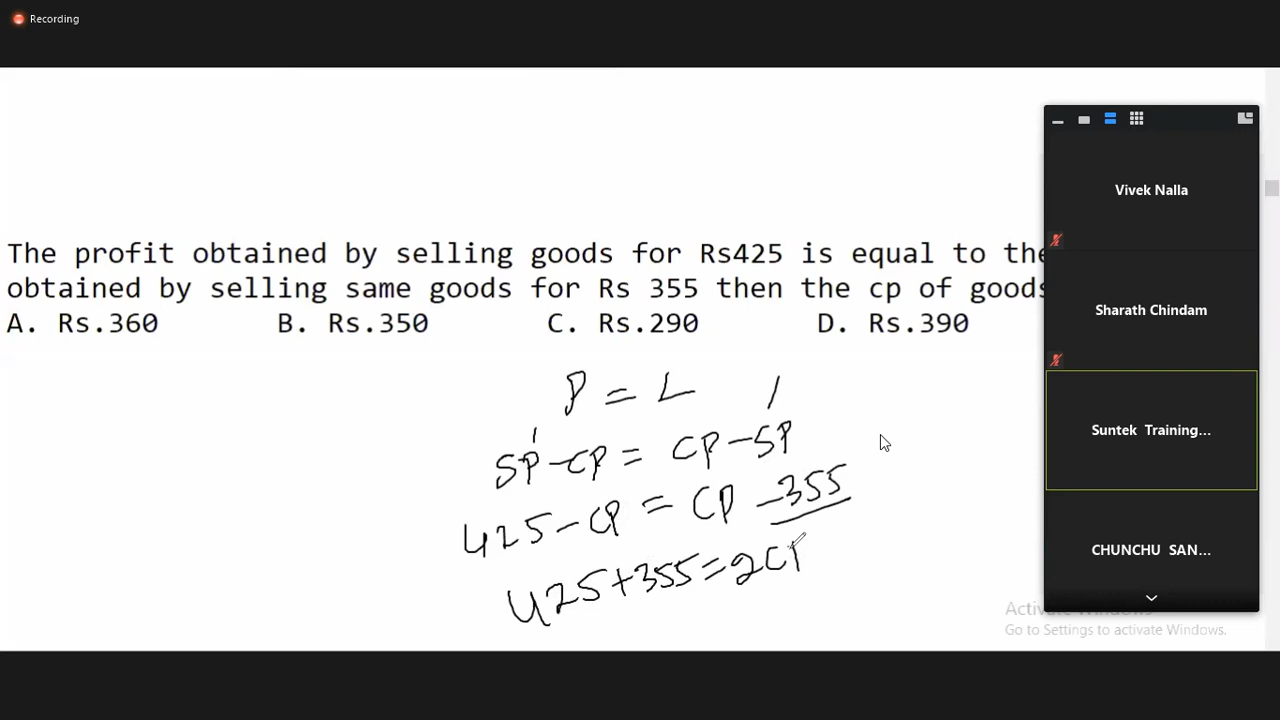 Recording
The profit obtained by selling goods for Rs425 is equal to the
obtained by selling same goods for Rs 355 then the cp of goods
A. Rs.360 B. Rs.350 C. Rs.290 D. Rs.390
P = L
SP - CP = CP - SP
425 - CP = CP - 355
425 + 355 = 2CP
Vivek Nalla
Sharath Chindam
Suntek Training...
CHUNCHU SAN...
Activate Windows
Go to Settings to activate Windows.